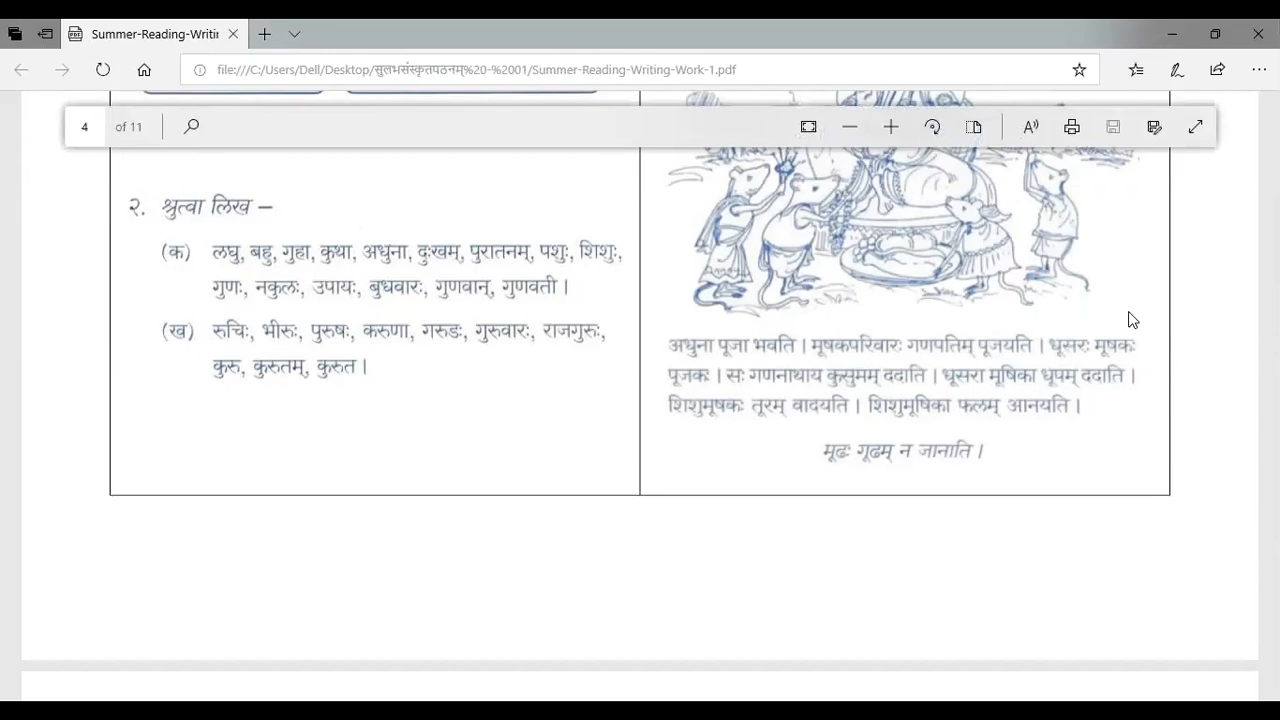 Summer-Reading-Writin
file:///C:/Users/Dell/Desktop/सुलभसंस्कृतपठनम्%20-%2001/Summer-Reading-Writing-Work-1.pdf
4 of 11
२. श्रुत्वा लिख –
(क) लघु, बहु, गुहा, कुथा, अधुना, दुःखम्, पुरातनम्, पशुः, शिशुः,
गुणः, नकुलः, उपायः, बुधवारः, गुणवान्, गुणवती ।
(ख) रुचिः, भीरुः, पुरुषः, करुणा, गरुडः, गुरुवारः, राजगुरुः,
कुरु, कुरुतम्, कुरुत ।
अधुना पूजा भवति । मूषकपरिवारः गणपतिम् पूजयति । धूसरः मूषकः
पूजकः । सः गणनाथाय कुसुमम् ददाति । धूसरा मूषिका धूपम् ददाति ।
शिशुमूषकः तूरम् वादयति । शिशुमूषिका फलम् आनयति ।
मूढः गूढम् न जानाति ।